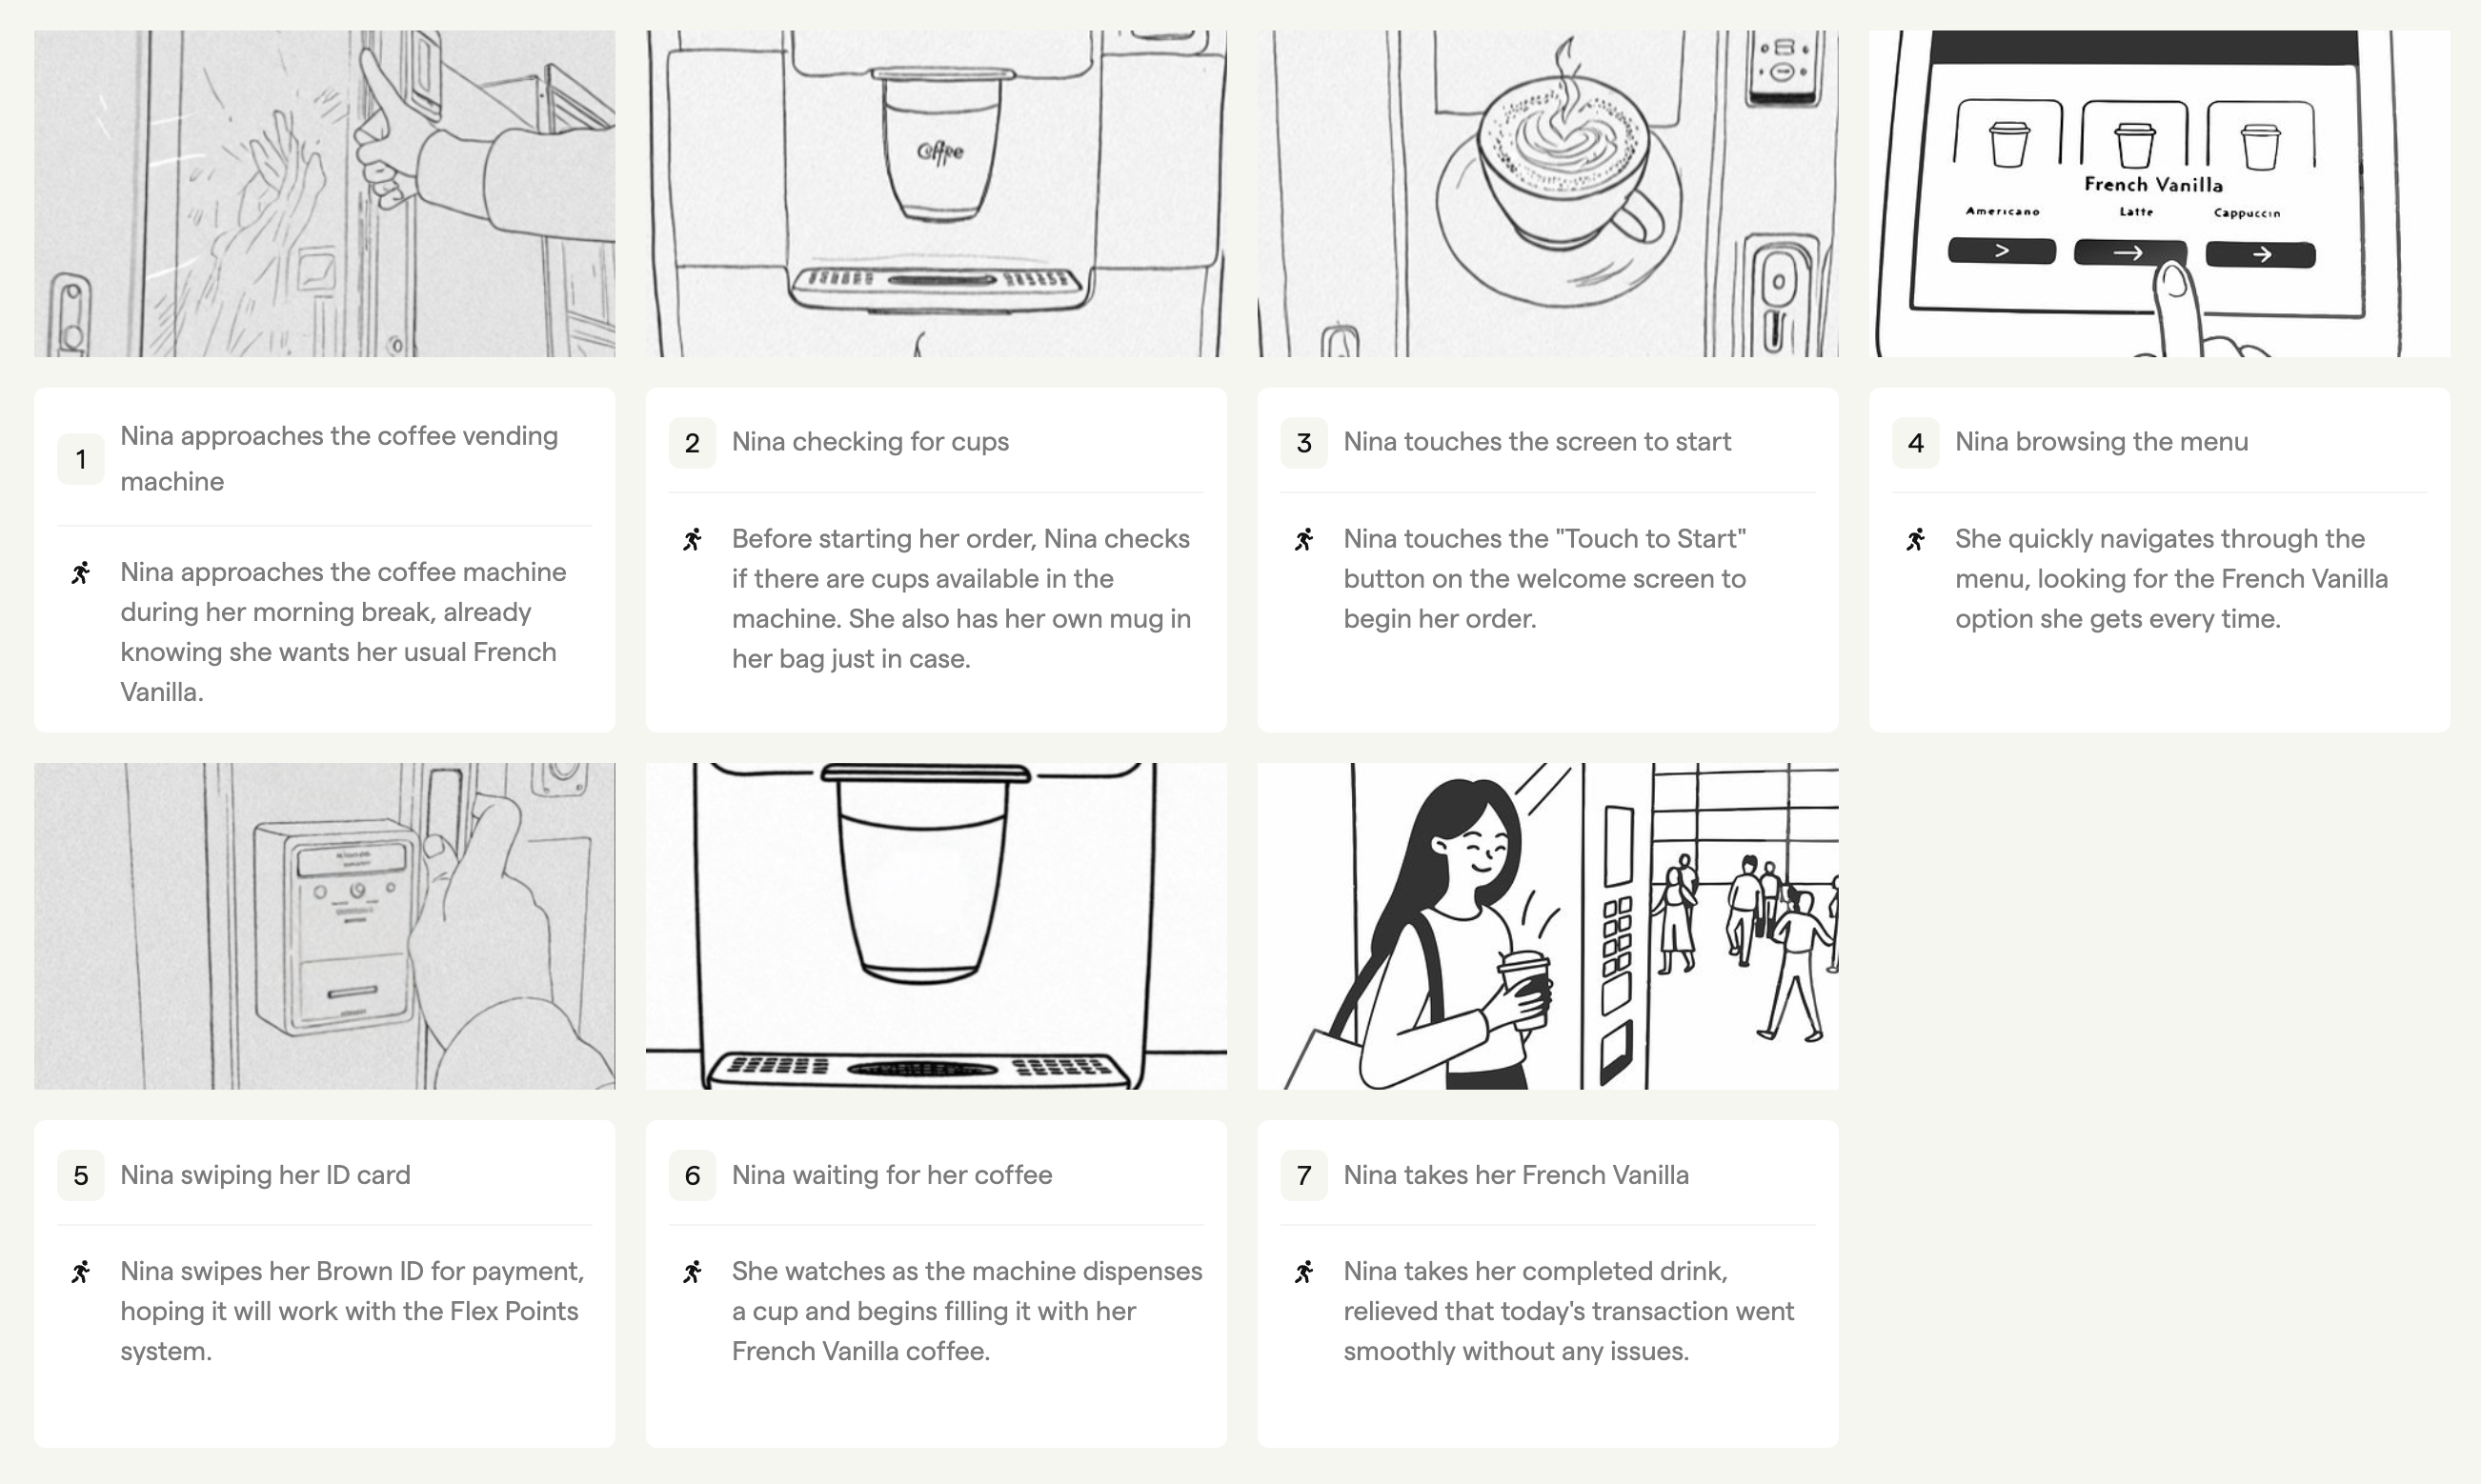 Coffee
French Vanilla
Americano
Latte
Cappuccin
1
Nina approaches the coffee vending
machine
Nina approaches the coffee machine
during her morning break, already
knowing she wants her usual French
Vanilla.
2
Nina checking for cups
Before starting her order, Nina checks
if there are cups available in the
machine. She also has her own mug in
her bag just in case.
3
Nina touches the screen to start
Nina touches the "Touch to Start"
button on the welcome screen to
begin her order.
4
Nina browsing the menu
She quickly navigates through the
menu, looking for the French Vanilla
option she gets every time.
5
Nina swiping her ID card
Nina swipes her Brown ID for payment,
hoping it will work with the Flex Points
system.
6
Nina waiting for her coffee
She watches as the machine dispenses
a cup and begins filling it with her
French Vanilla coffee.
7
Nina takes her French Vanilla
Nina takes her completed drink,
relieved that today's transaction went
smoothly without any issues.